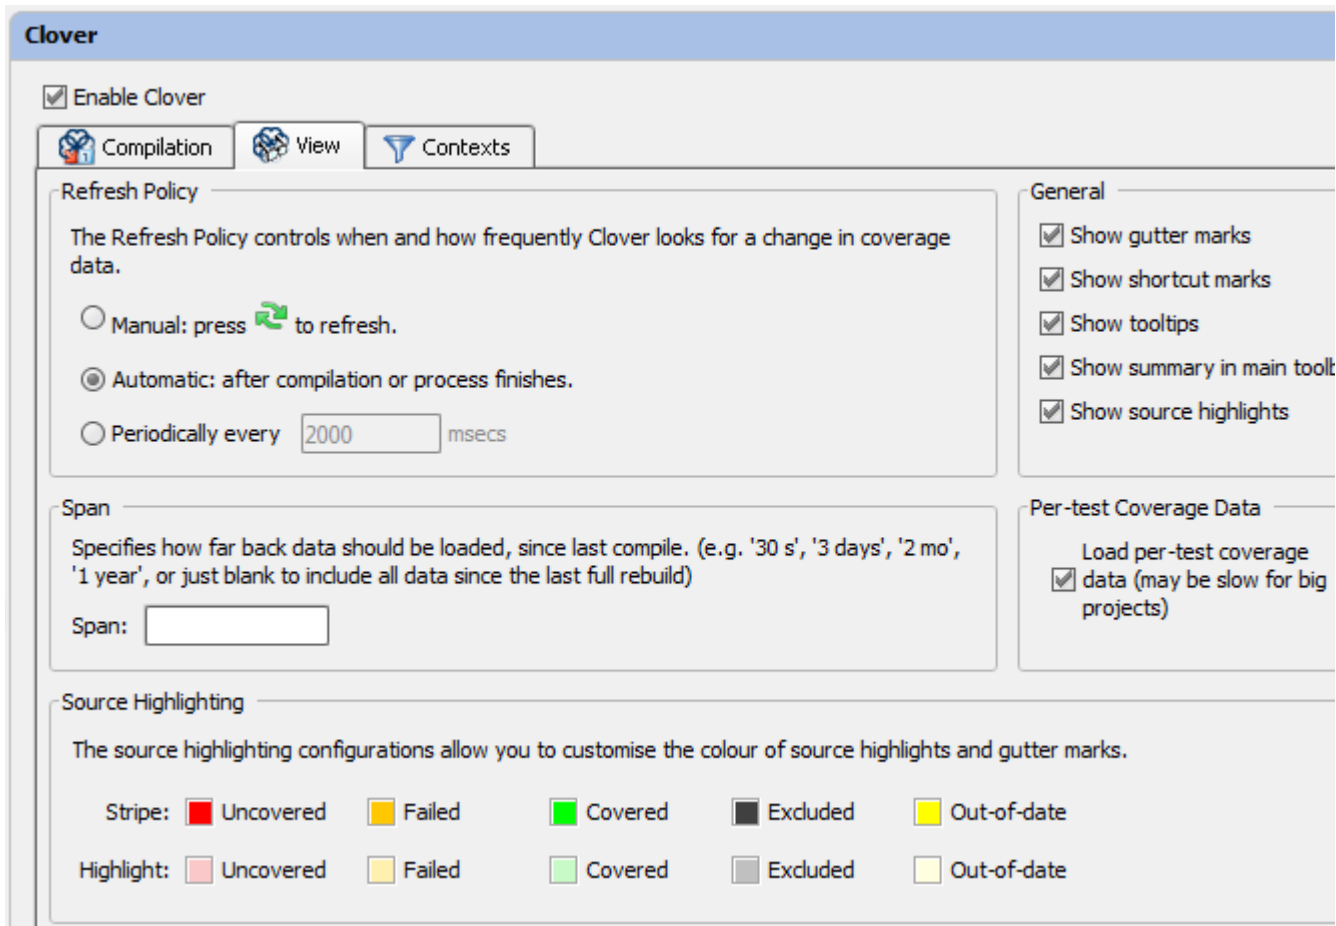 Clover
Enable Clover
Compilation View Contexts
Refresh Policy
The Refresh Policy controls when and how frequently Clover looks for a change in coverage
data.
Manual: press to refresh.
Automatic: after compilation or process finishes.
Periodically every 2000 msecs
General
Show gutter marks
Show shortcut marks
Show tooltips
Show summary in main toolb
Show source highlights
Span
Specifies how far back data should be loaded, since last compile. (e.g. '30 s', '3 days', '2 mo',
'1 year', or just blank to include all data since the last full rebuild)
Span:
Per-test Coverage Data
Load per-test coverage
data (may be slow for big
projects)
Source Highlighting
The source highlighting configurations allow you to customise the colour of source highlights and gutter marks.
Stripe: Uncovered Failed Covered Excluded Out-of-date
Highlight: Uncovered Failed Covered Excluded Out-of-date